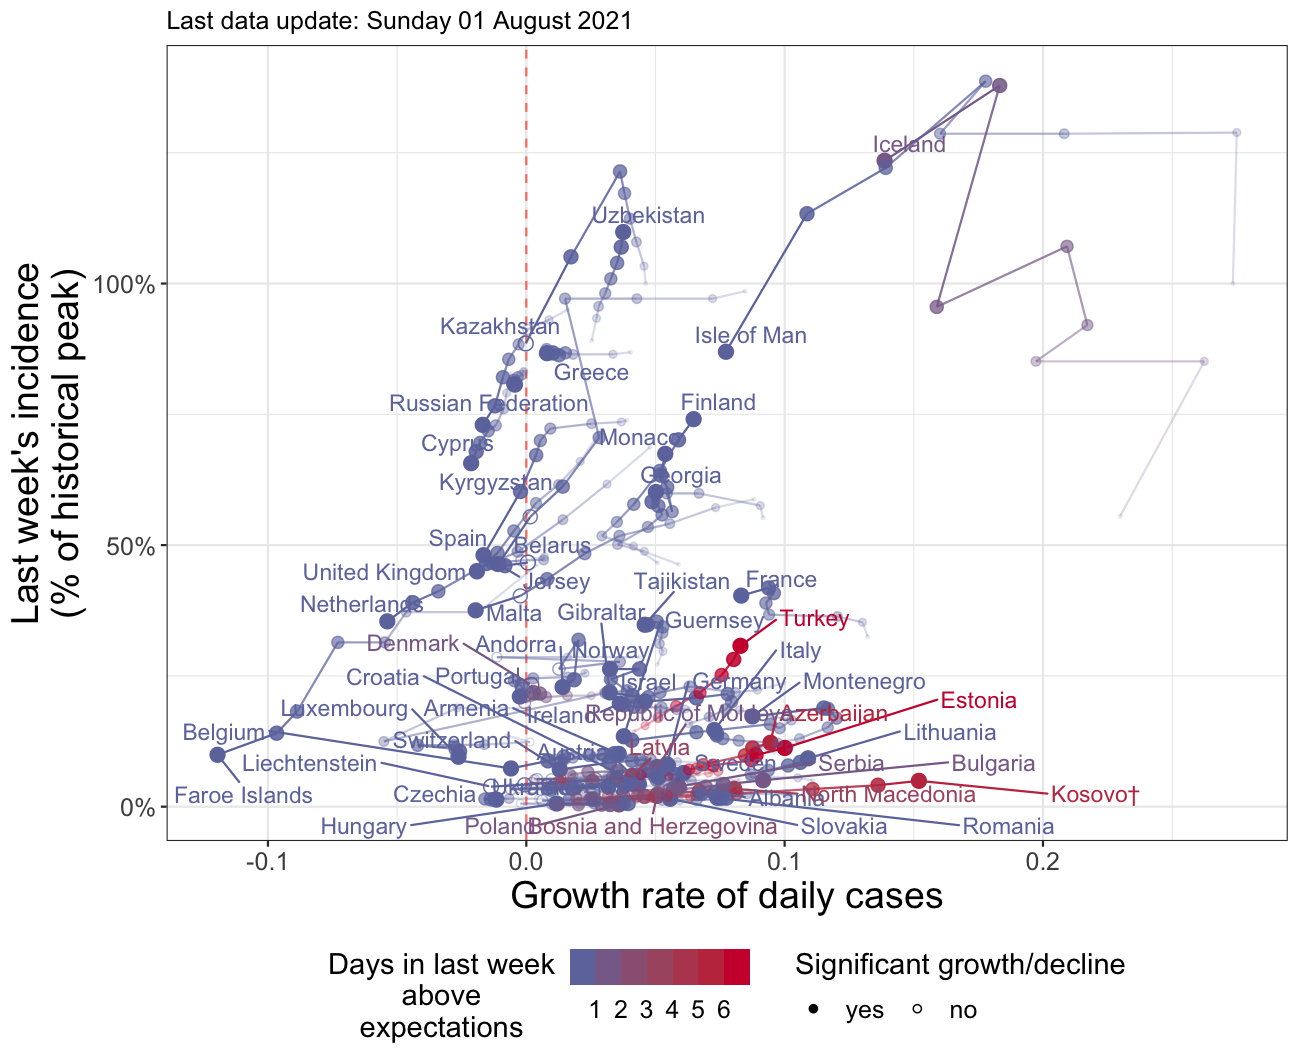 Last data update: Sunday 01 August 2021
Last week's incidence
(% of historical peak)
100%
50%
0%
Iceland
Uzbekistan
Kazakhstan
Isle of Man
Greece
Russian Federation
Finland
Cyprus
Monaco
Kyrgyzstan
Georgia
Spain
Belarus
United Kingdom
Jersey
Tajikistan
France
Netherlands
Malta
Gibraltar
Guernsey
Turkey
Denmark
Andorra
Norway
Italy
Croatia
Portugal
Israel
Germany
Montenegro
Estonia
Luxembourg
Armenia
Ireland
Republic of Moldova
Azerbaijan
Belgium
Switzerland
Austria
Latvia
Lithuania
Liechtenstein
Sweden
Serbia
Bulgaria
Faroe Islands
Czechia
Ukraine
Albania
North Macedonia
Kosovo†
Hungary
Poland
Bosnia and Herzegovina
Slovakia
Romania
-0.1
0.0
0.1
0.2
Growth rate of daily cases
Days in last week
above
expectations
1 2 3 4 5 6
Significant growth/decline
yes
no